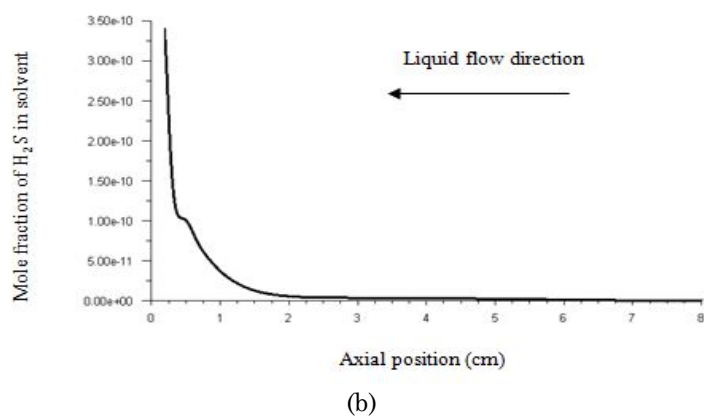 3.50e-10
3.00e-10
2.50e-10
2.00e-10
1.50e-10
1.00e-10
5.00e-11
0.00e+00
Mole fraction of H₂S in solvent
Liquid flow direction
0 1 2 3 4 5 6 7 8
Axial position (cm)
(b)